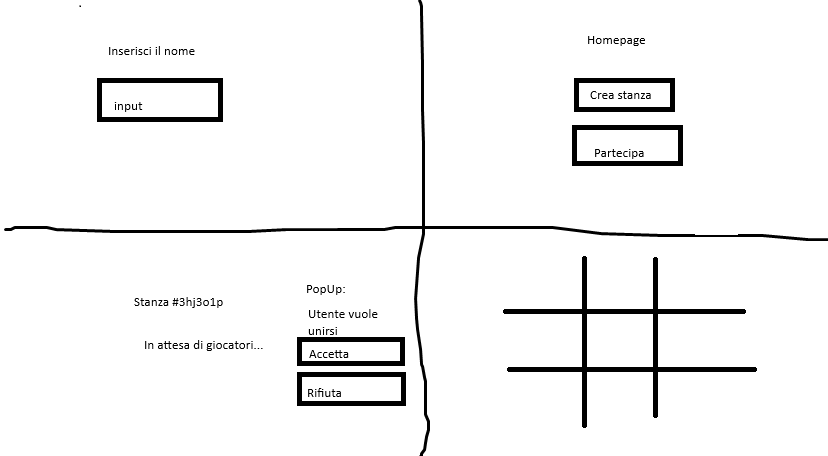 Inserisci il nome
input
Homepage
Crea stanza
Partecipa
Stanza #3hj3o1p
In attesa di giocatori...
PopUp:
Utente vuole
unirsi
Accetta
Rifiuta